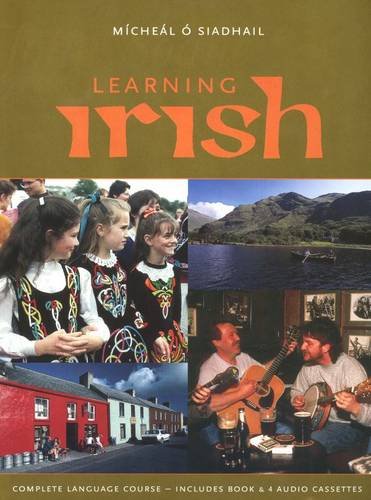 MÍCHEÁL Ó SIADHAIL
LEARNING
IRISH
COMPLETE LANGUAGE COURSE – INCLUDES BOOK & 4 AUDIO CASSETTES